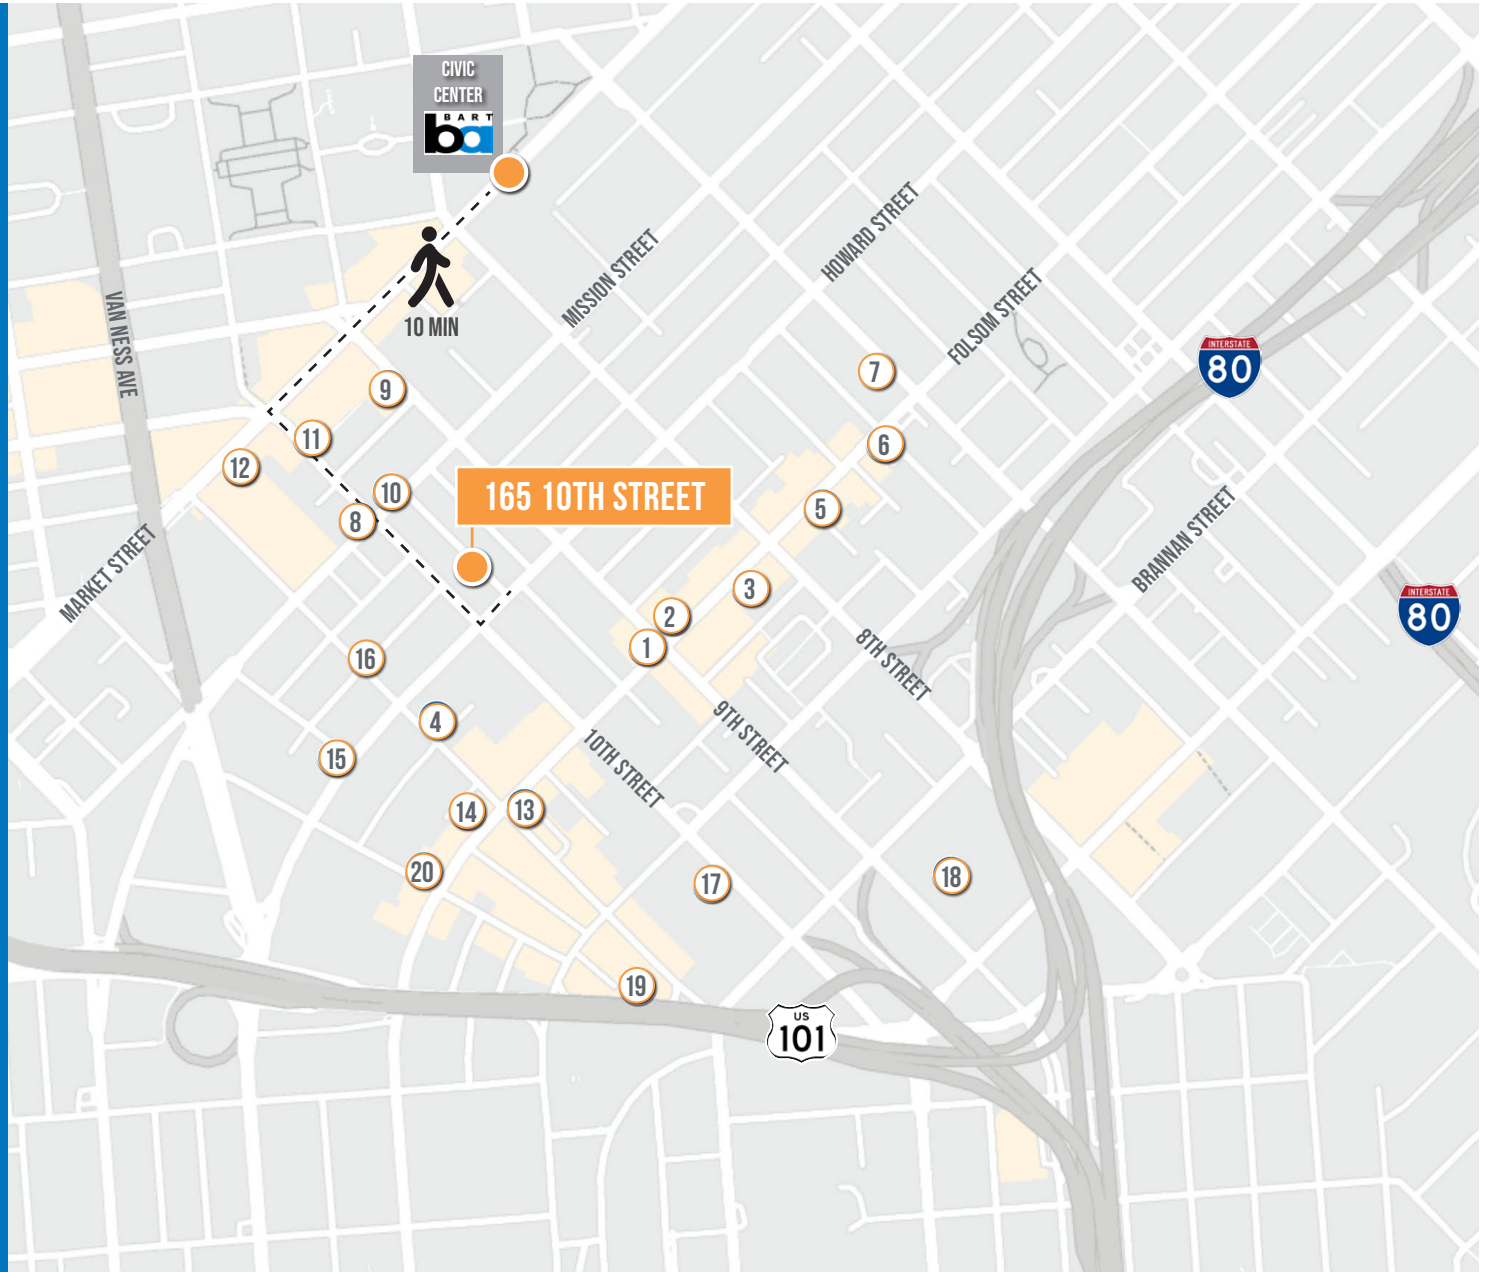 CIVIC
CENTER
BART
ba
VAN NESS AVE
10 MIN
MISSION STREET
HOWARD STREET
FOLSOM STREET
INTERSTATE
80
7
9
6
11
12
10
165 10TH STREET
5
8
BRANNAN STREET
MARKET STREET
INTERSTATE
80
3
2
1
8TH STREET
16
4
9TH STREET
15
10TH STREET
14
13
20
17
18
19
US
101